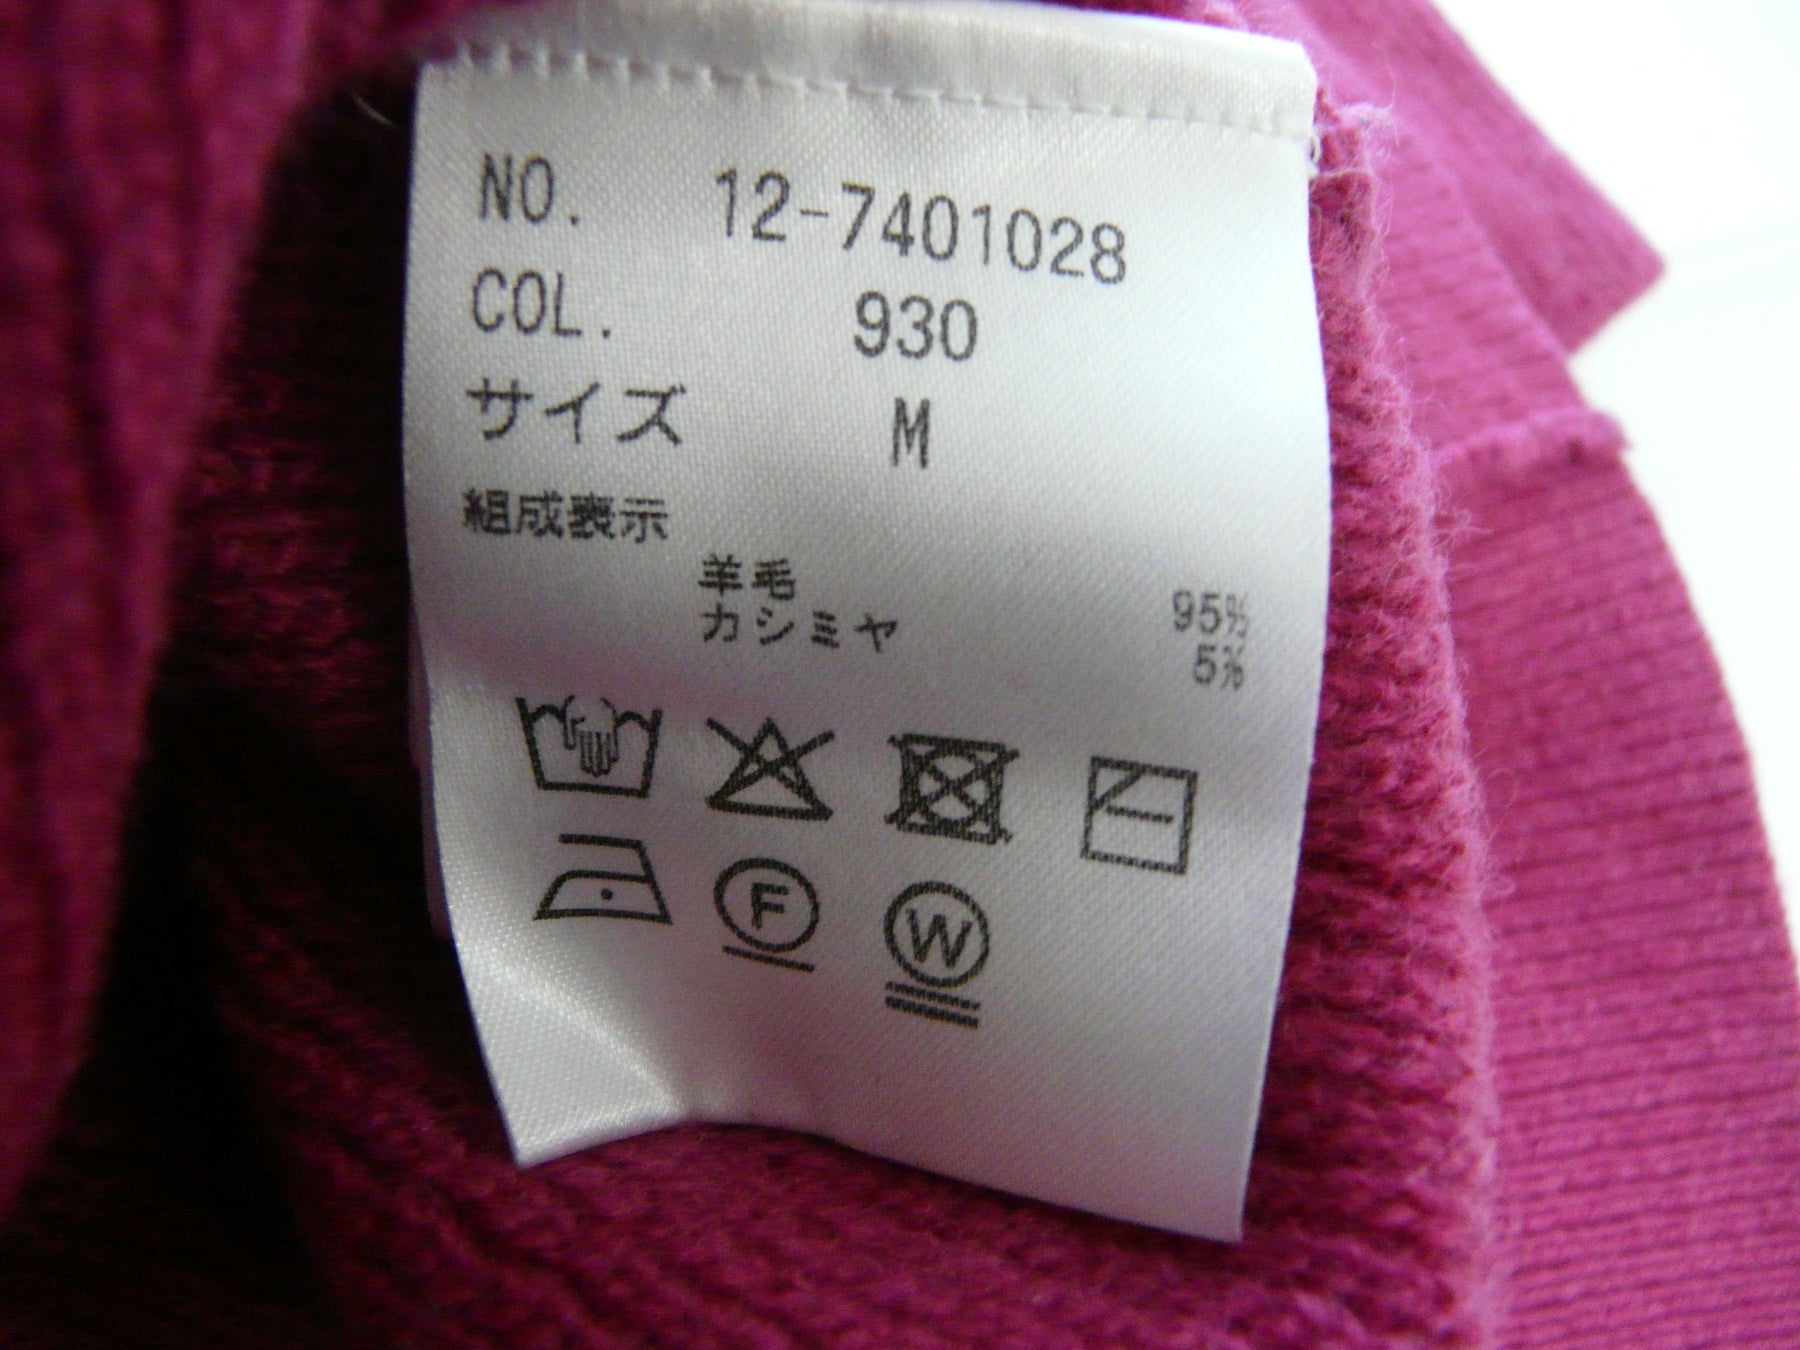 NO. 12-7401028
COL. 930
サイズ M
組成表示
羊毛 95%
カシミヤ 5%
F
W